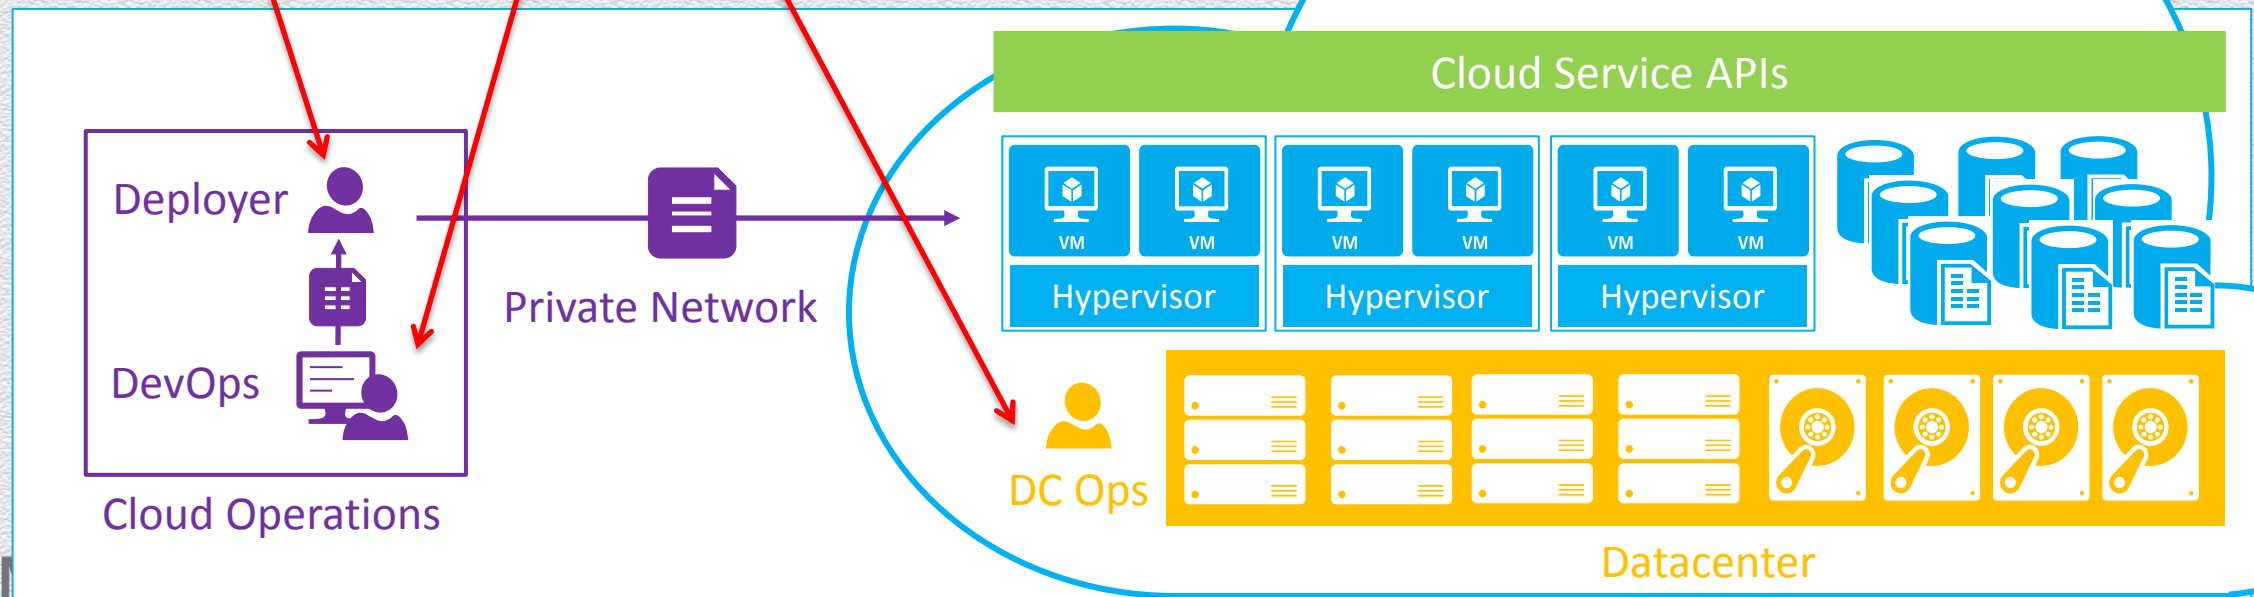 Cloud Service APIs
Deployer
DevOps
Cloud Operations
Private Network
VM VM VM VM VM VM
Hypervisor Hypervisor Hypervisor
DC Ops
Datacenter